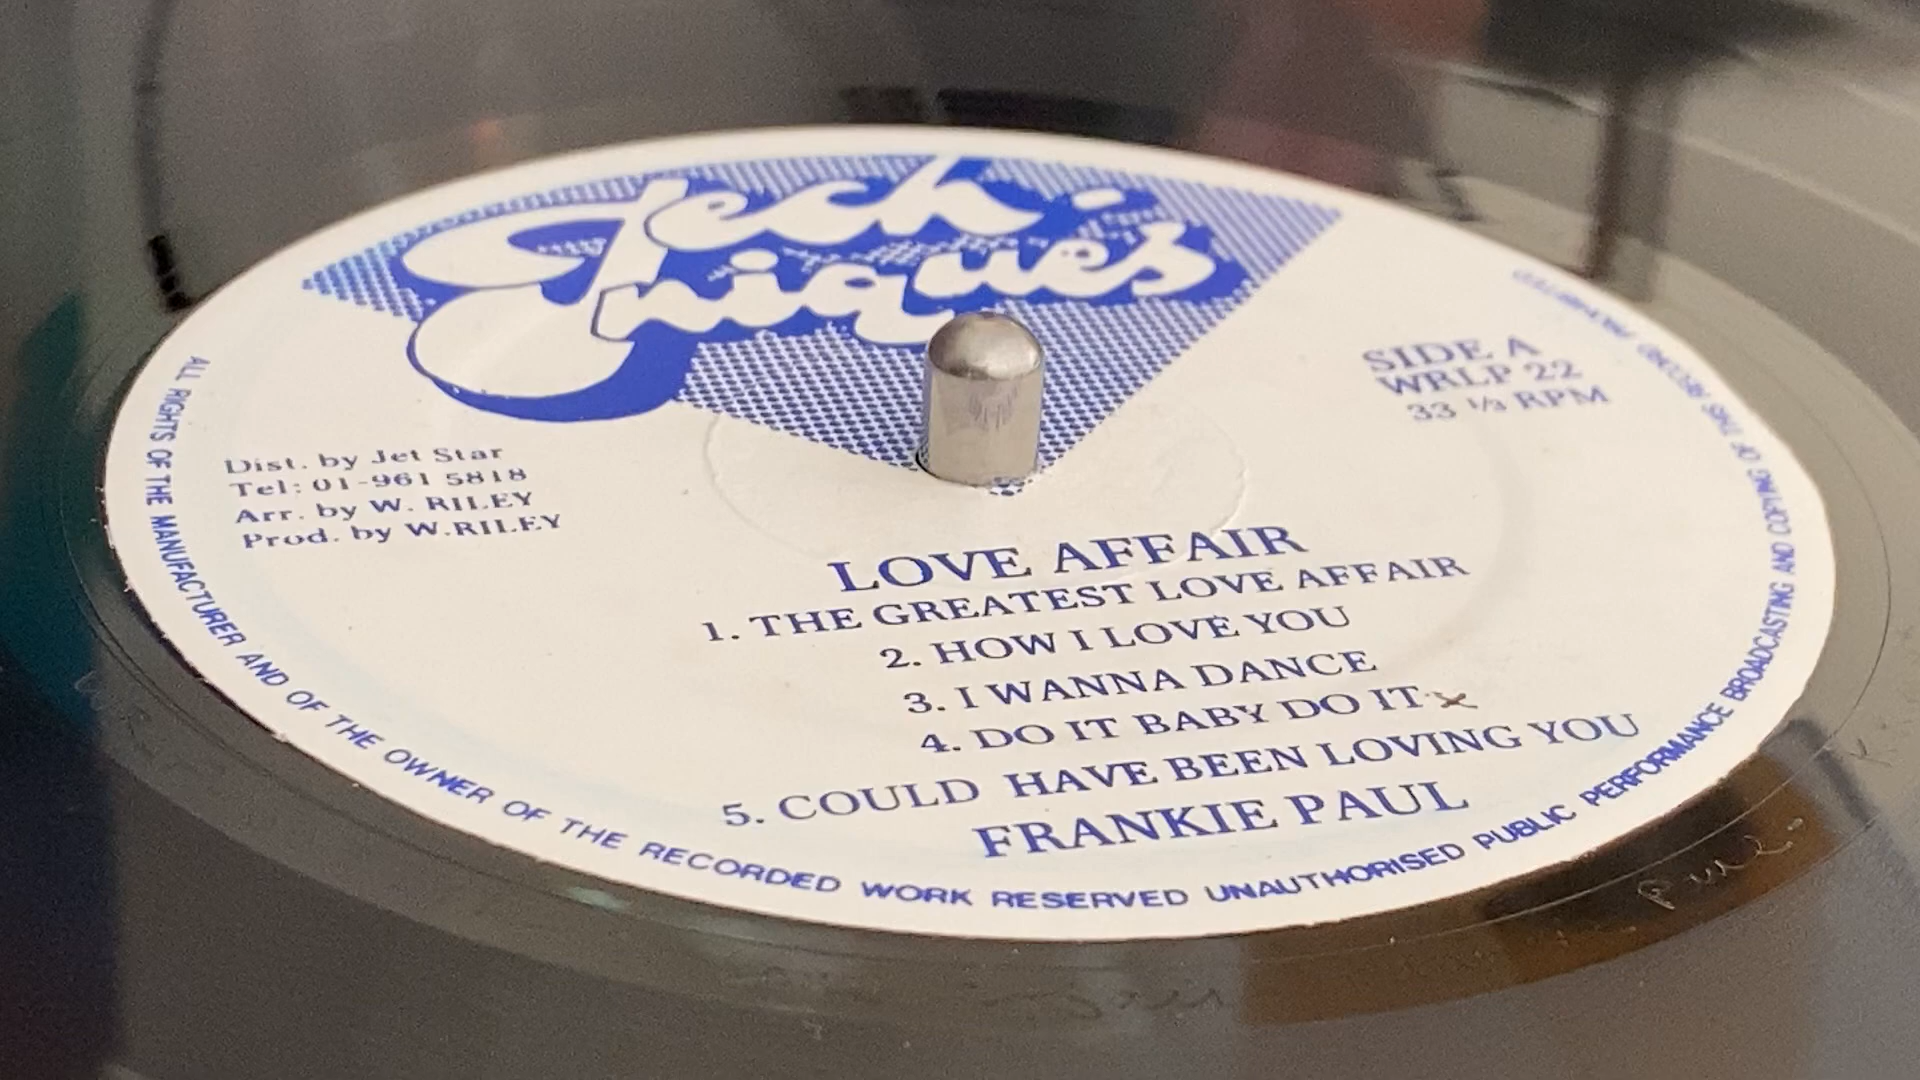 Tech
niques
SIDE A
WRLP 22
33 1/3 RPM
Dist. by Jet Star
Tel: 01-961 5818
Arr. by W. RILEY
Prod. by W.RILEY
LOVE AFFAIR
1. THE GREATEST LOVE AFFAIR
2. HOW I LOVE YOU
3. I WANNA DANCE
4. DO IT BABY DO IT x
5. COULD HAVE BEEN LOVING YOU
FRANKIE PAUL
ALL RIGHTS OF THE MANUFACTURER AND OF THE OWNER OF THE RECORDED WORK RESERVED UNAUTHORISED PUBLIC PERFORMANCE BROADCASTING AND COPYING OF THIS RECORD PROHIBITED